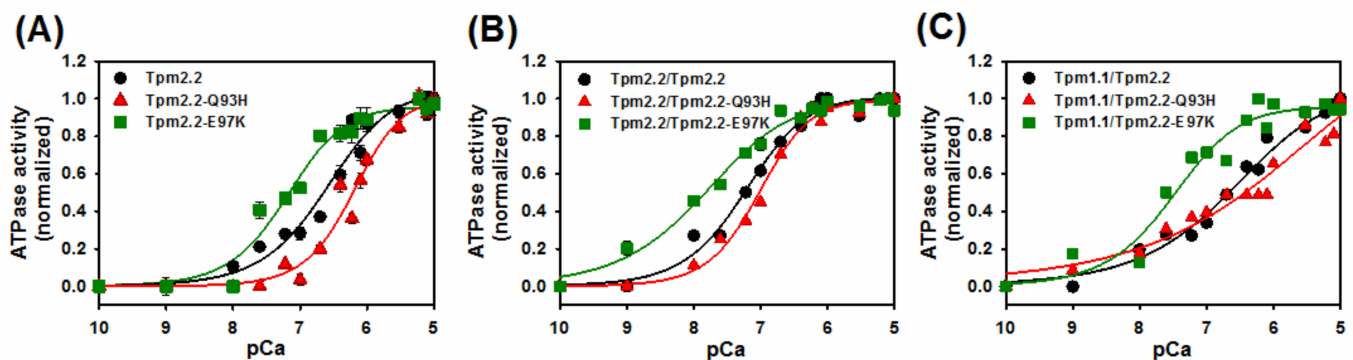 (A)
ATPase activity
(normalized)
1.2
1.0
0.8
0.6
0.4
0.2
0.0
Tpm2.2
Tpm2.2-Q93H
Tpm2.2-E97K
10 9 8 7 6 5
pCa
(B)
ATPase activity
(normalized)
1.2
1.0
0.8
0.6
0.4
0.2
0.0
Tpm2.2/Tpm2.2
Tpm2.2/Tpm2.2-Q93H
Tpm2.2/Tpm2.2-E97K
10 9 8 7 6 5
pCa
(C)
ATPase activity
(normalized)
1.2
1.0
0.8
0.6
0.4
0.2
0.0
Tpm1.1/Tpm2.2
Tpm1.1/Tpm2.2-Q93H
Tpm1.1/Tpm2.2-E97K
10 9 8 7 6 5
pCa